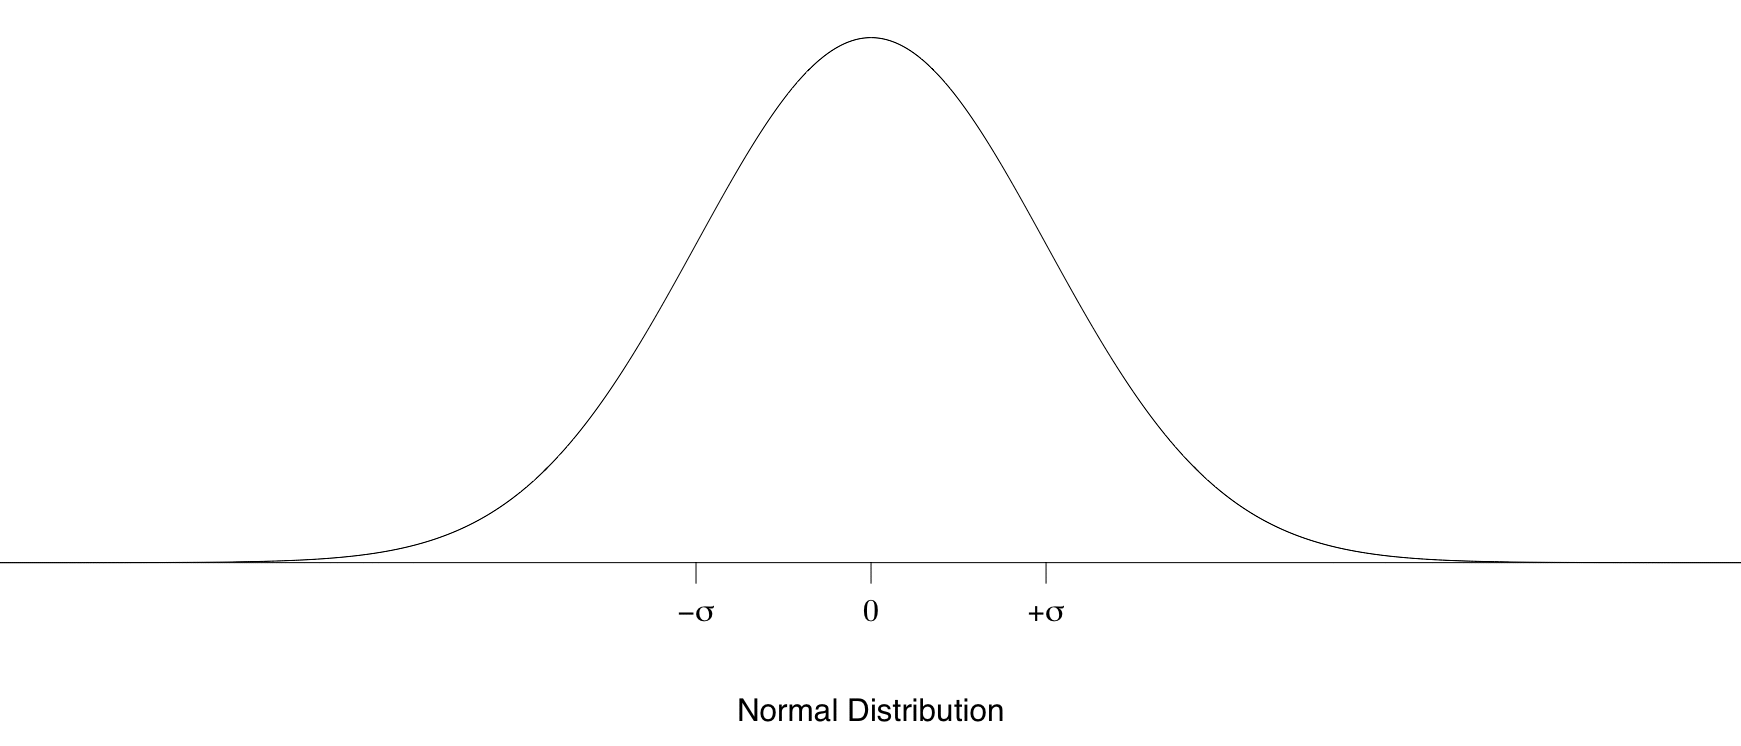 −σ 0 +σ
Normal Distribution